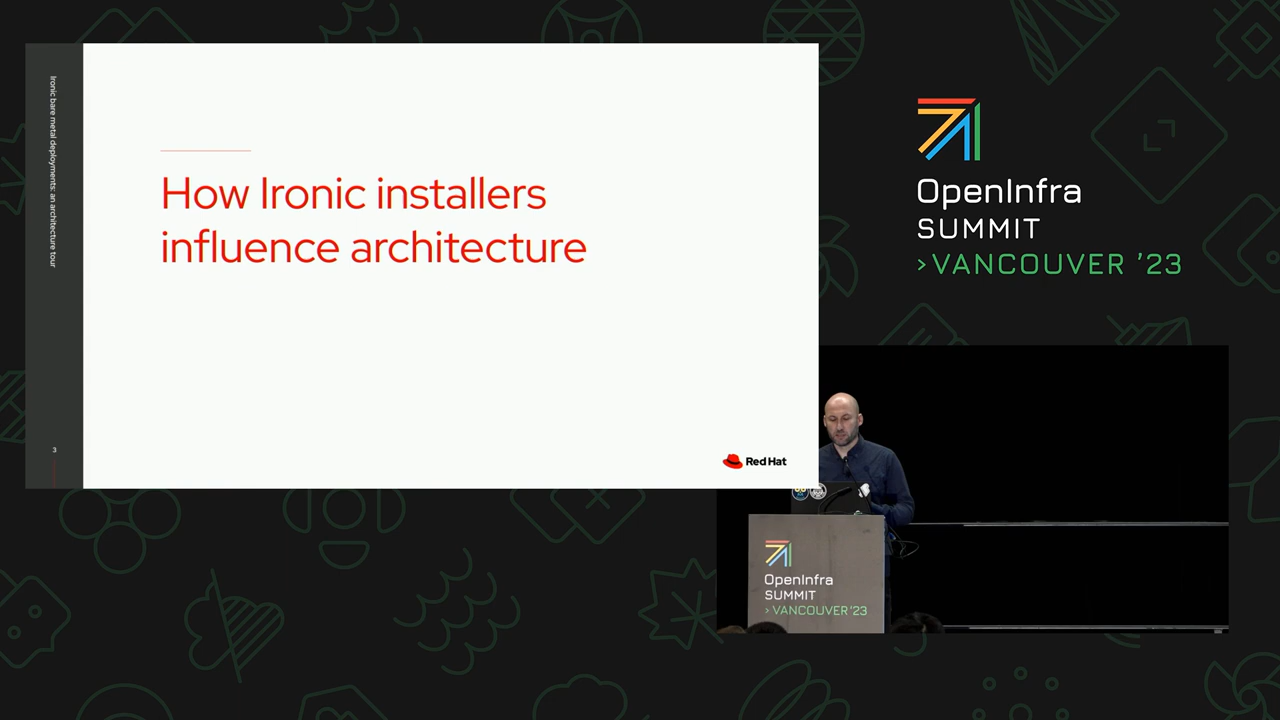 Ironic bare metal deployments: an architecture tour
3
How Ironic installers
influence architecture
Red Hat
OpenInfra
SUMMIT
>VANCOUVER '23
OpenInfra
SUMMIT
> VANCOUVER '23